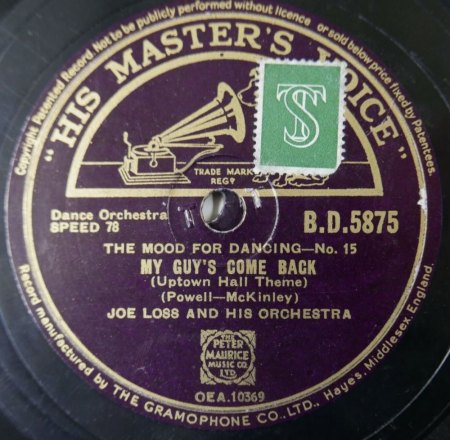 Copyright Patented Record. Not to be publicly performed without licence or sold below price fixed by Patentees.
"HIS MASTER'S VOICE"
TS
TRADE MARK
REGD
Dance Orchestra
SPEED 78
B.D.5875
THE MOOD FOR DANCING—No. 15
MY GUY'S COME BACK
(Uptown Hall Theme)
(Powell—McKinley)
JOE LOSS AND HIS ORCHESTRA
THE
PETER
MAURICE
MUSIC CO.
LTD
OEA.10369
Record manufactured by THE GRAMOPHONE CO., LTD., Hayes, Middlesex, England.